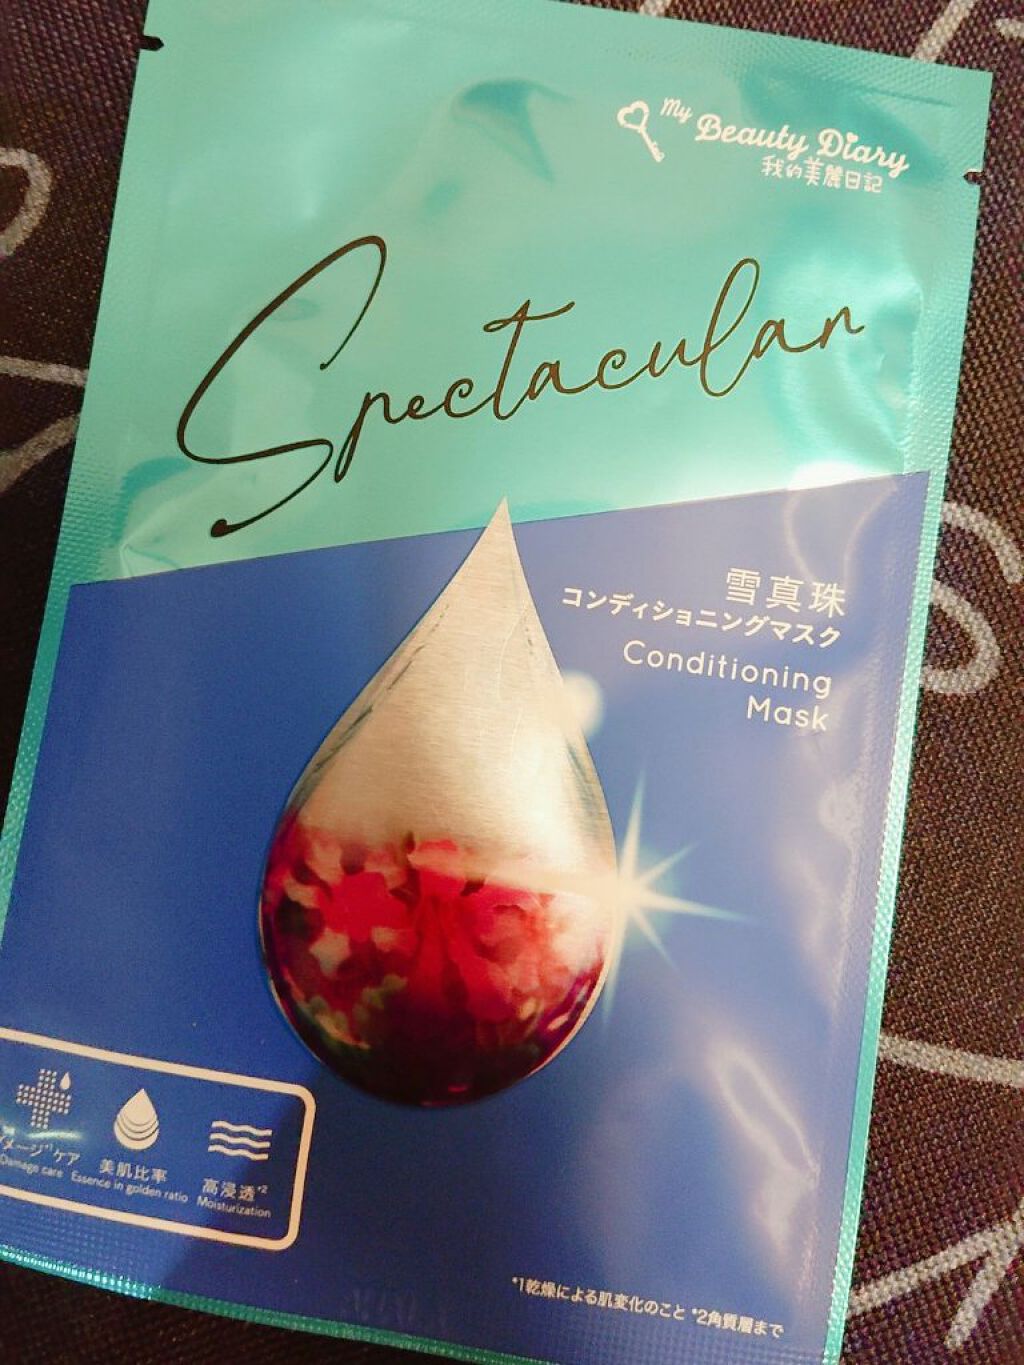 My
Beauty Diary
我的美麗日記
Spectacular
雪真珠
コンディショニングマスク
Conditioning
Mask
メージ*1ケア
Damage care
美肌比率
Essence in golden ratio
高浸透*2
Moisturization
*1乾燥による肌変化のこと *2角質層まで